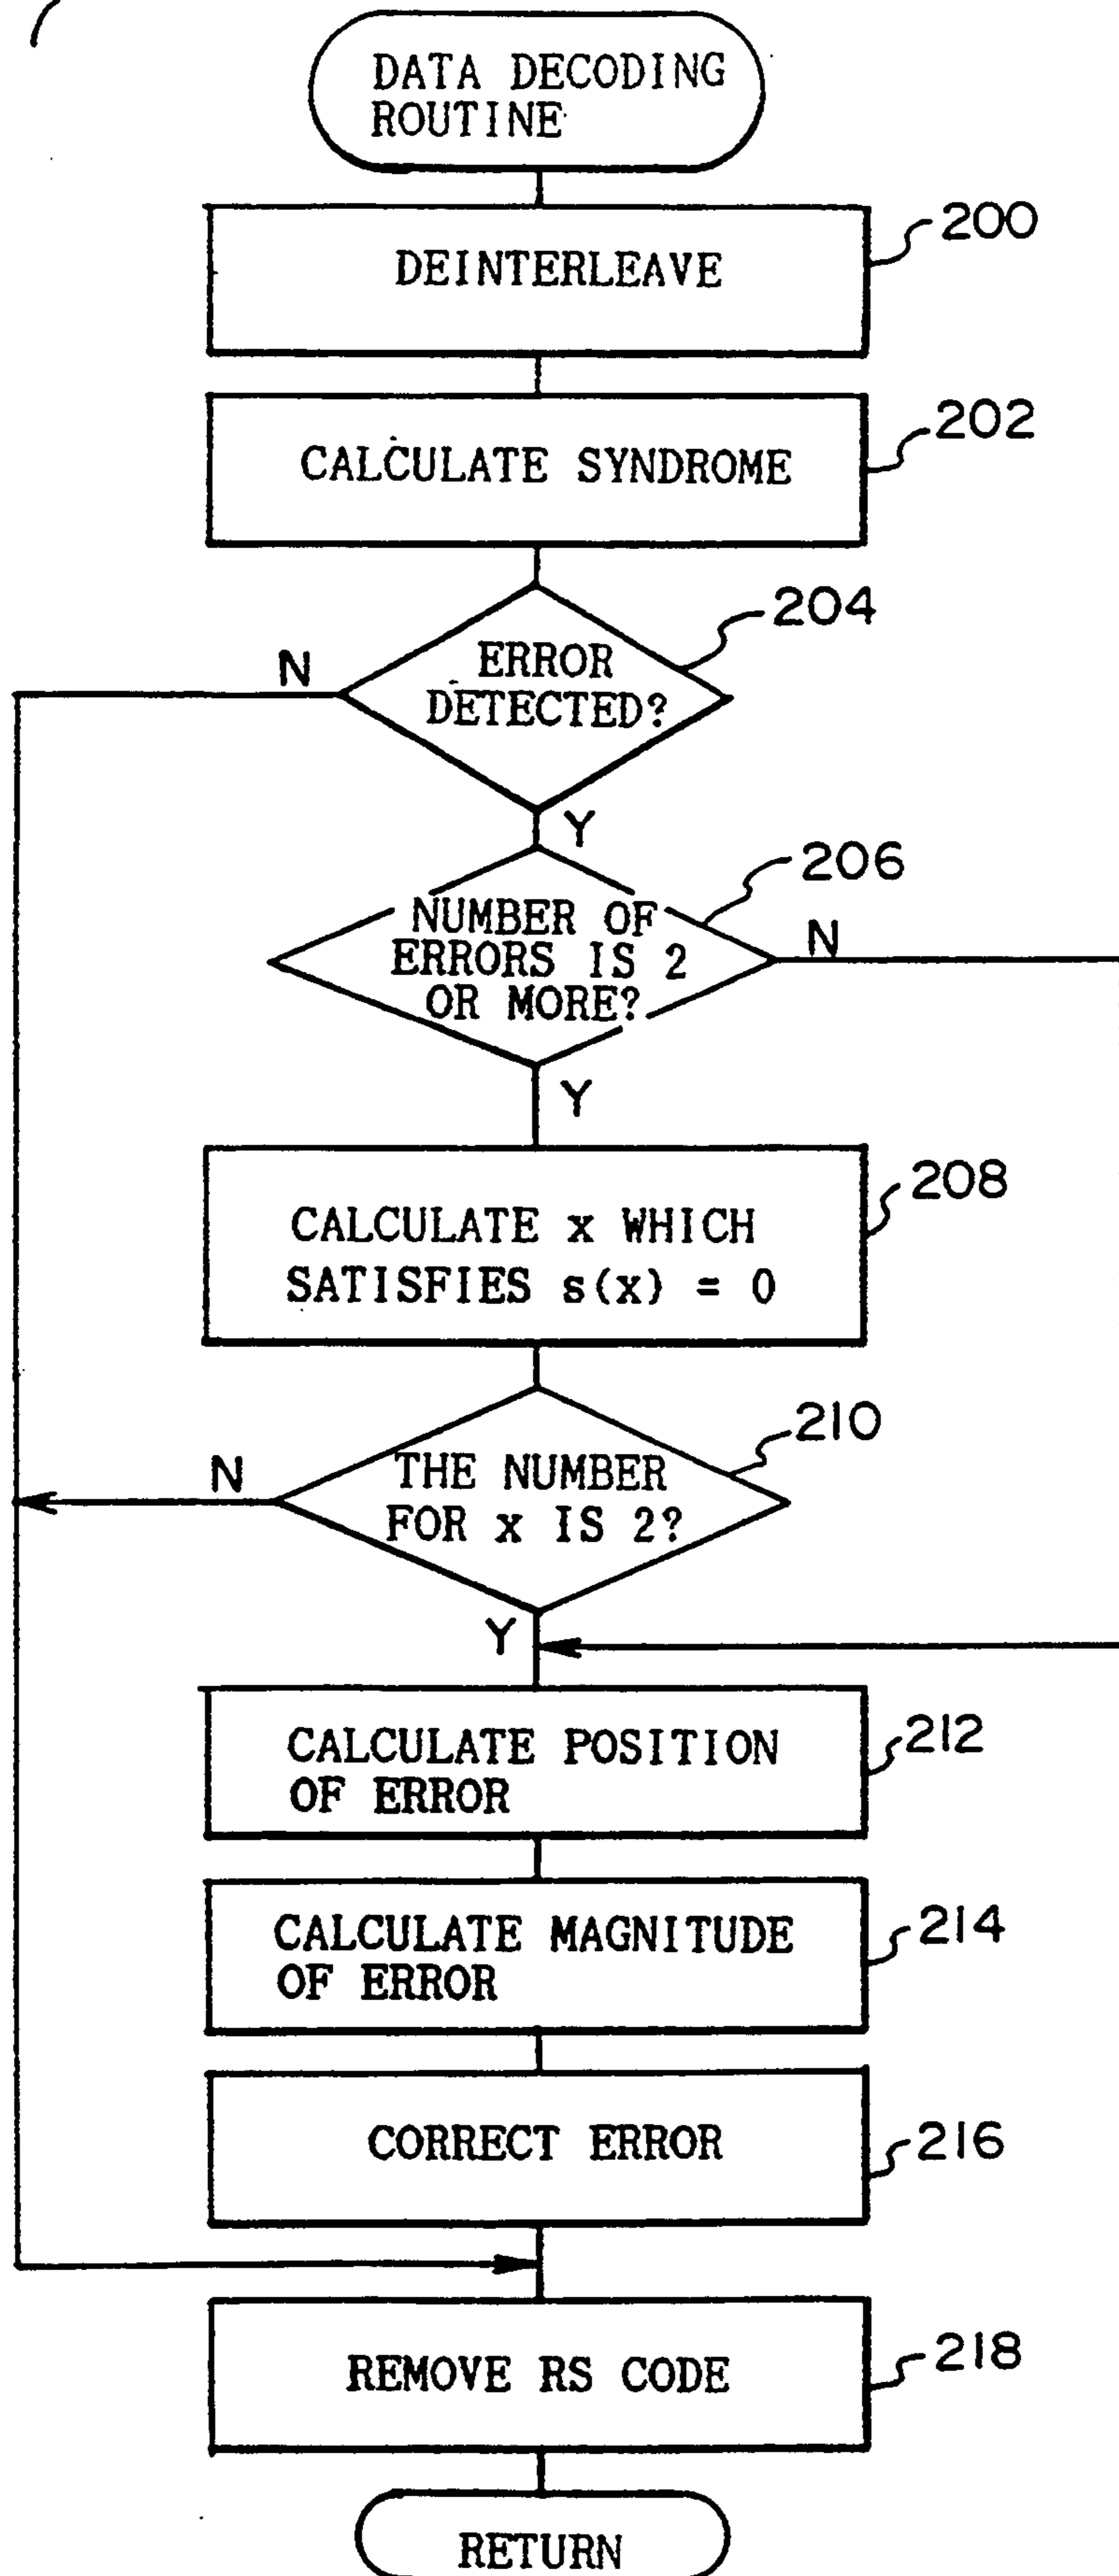 DATA DECODING
ROUTINE
DEINTERLEAVE
200
CALCULATE SYNDROME
202
ERROR
DETECTED?
204
N
Y
NUMBER OF
ERRORS IS 2
OR MORE?
206
N
Y
CALCULATE x WHICH
SATISFIES s(x) = 0
208
THE NUMBER
FOR x IS 2?
210
N
Y
CALCULATE POSITION
OF ERROR
212
CALCULATE MAGNITUDE
OF ERROR
214
CORRECT ERROR
216
REMOVE RS CODE
218
RETURN